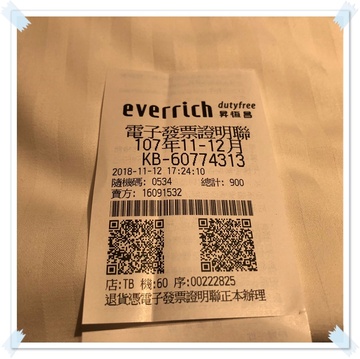 everrich dutyfree
昇恆昌
電子發票證明聯
107年11-12月
KB-60774313
2018-11-12 17:24:10
隨機碼: 0534 總計: 900
賣方: 16091532
店:TB 機:60 序:00222825
退貨憑電子發票證明聯正本辦理